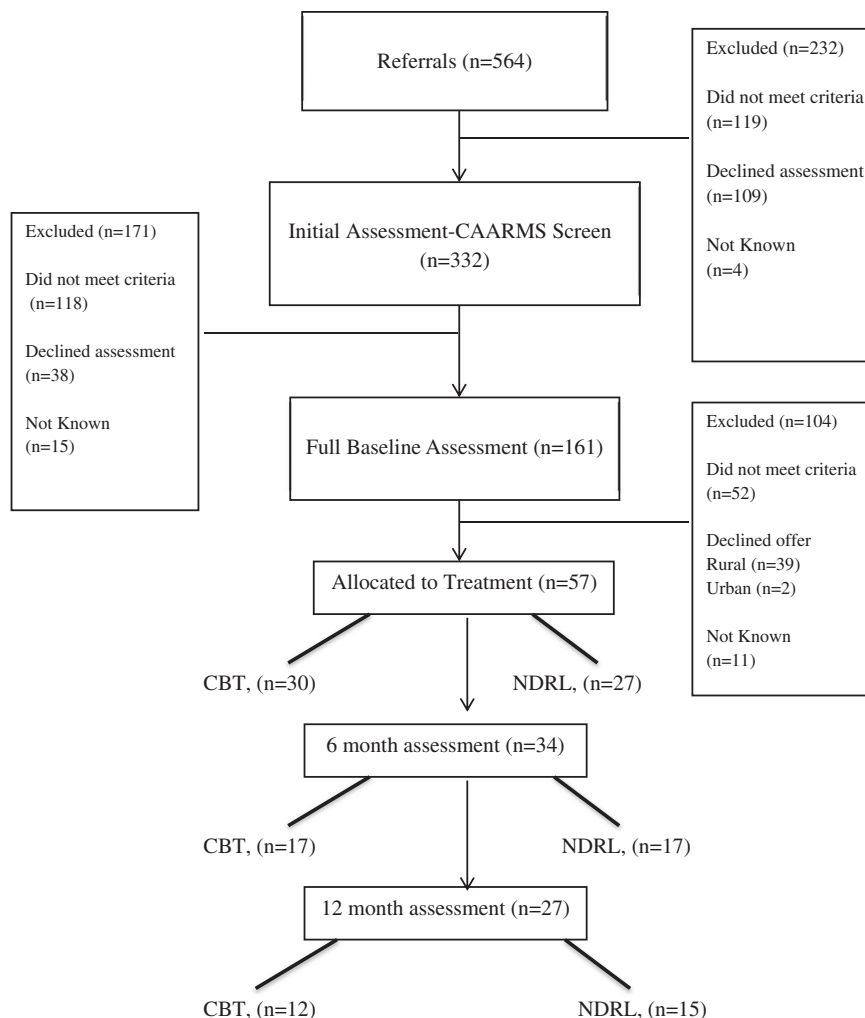 Referrals (n=564)
Excluded (n=232)
Did not meet criteria
(n=119)
Declined assessment
(n=109)
Not Known
(n=4)
Initial Assessment-CAARMS Screen
(n=332)
Excluded (n=171)
Did not meet criteria
(n=118)
Declined assessment
(n=38)
Not Known
(n=15)
Full Baseline Assessment (n=161)
Excluded (n=104)
Did not meet criteria
(n=52)
Declined offer
Rural (n=39)
Urban (n=2)
Not Known
(n=11)
Allocated to Treatment (n=57)
CBT, (n=30)
NDRL, (n=27)
6 month assessment (n=34)
CBT, (n=17)
NDRL, (n=17)
12 month assessment (n=27)
CBT, (n=12)
NDRL, (n=15)